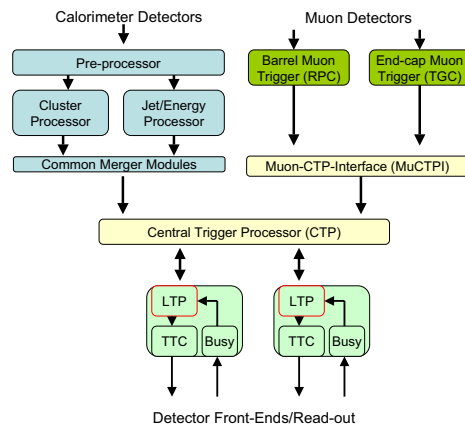 Calorimeter Detectors
Muon Detectors
Pre-processor
Barrel Muon
Trigger (RPC)
End-cap Muon
Trigger (TGC)
Cluster
Processor
Jet/Energy
Processor
Common Merger Modules
Muon-CTP-Interface (MuCTPI)
Central Trigger Processor (CTP)
LTP
TTC
Busy
LTP
TTC
Busy
Detector Front-Ends/Read-out